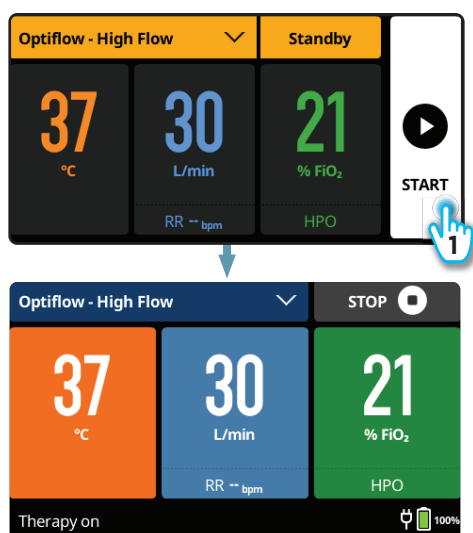 Optiflow - High Flow
Standby
37
°C
30
L/min
RR -- bpm
21
% FiO₂
HPO
START
1
Optiflow - High Flow
STOP
37
°C
30
L/min
RR -- bpm
21
% FiO₂
HPO
Therapy on
100%